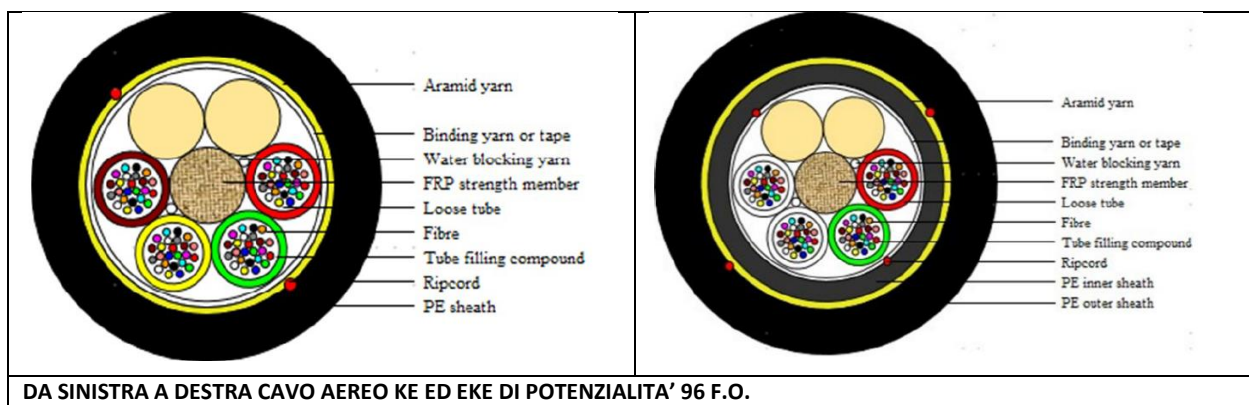 Aramid yarn
Binding yarn or tape
Water blocking yarn
FRP strength member
Loose tube
Fibre
Tube filling compound
Ripcord
PE sheath
Aramid yarn
Binding yarn or tape
Water blocking yarn
FRP strength member
Loose tube
Fibre
Tube filling compound
Ripcord
PE inner sheath
PE outer sheath
DA SINISTRA A DESTRA CAVO AEREO KE ED EKE DI POTENZIALITA’ 96 F.O.